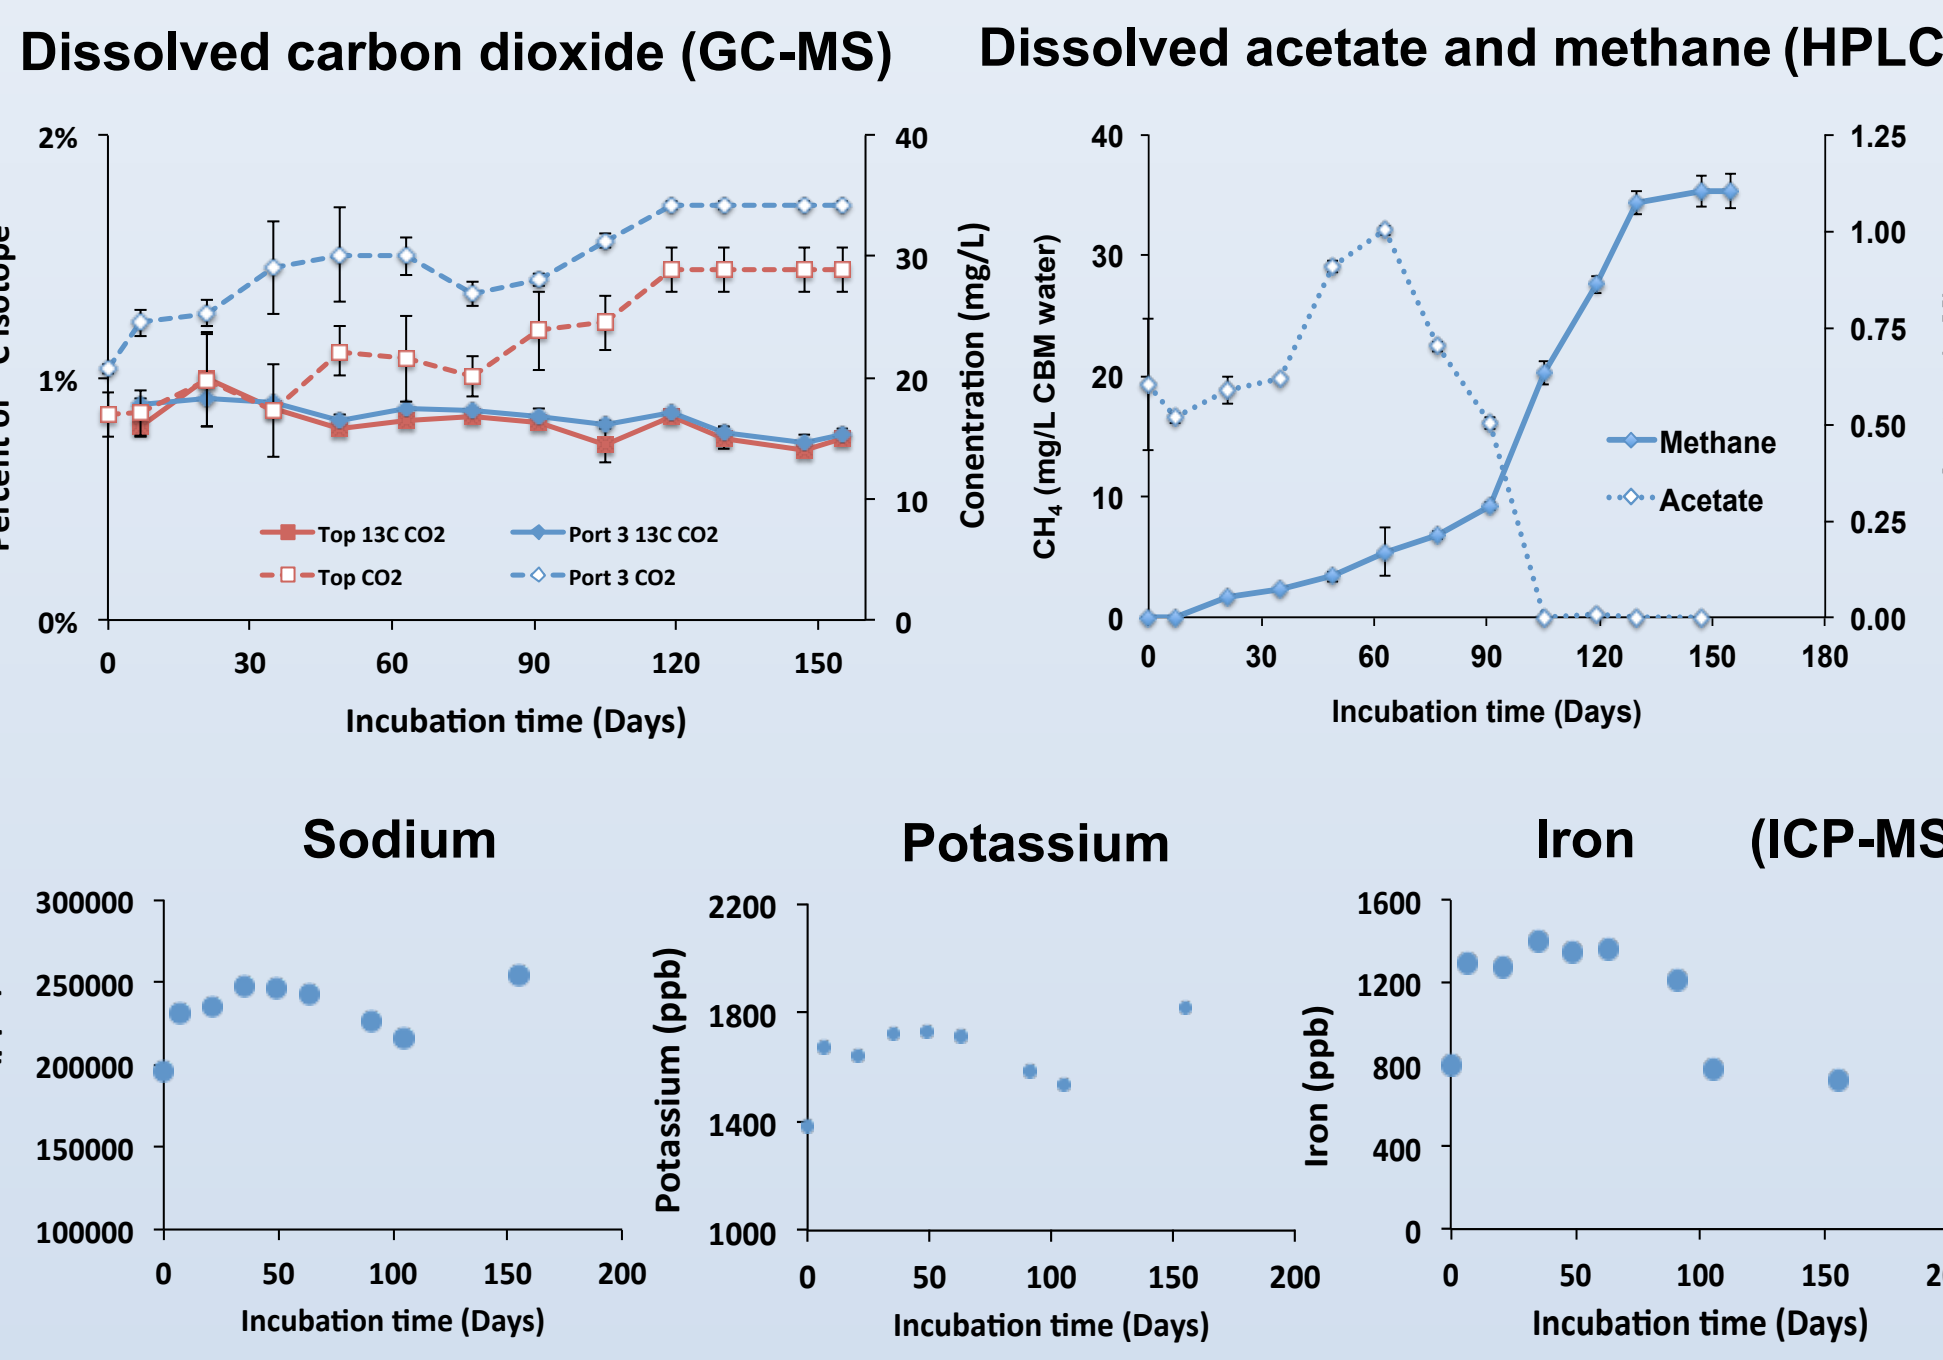 Dissolved carbon dioxide (GC-MS)
Dissolved acetate and methane (HPLC
2%
1%
0%
40
30
20
10
0
Conentration (mg/L)
Top 13C CO2
Port 3 13C CO2
Top CO2
Port 3 CO2
0 30 60 90 120 150
Incubation time (Days)
CH₄ (mg/L CBM water)
40
30
20
10
0
1.25
1.00
0.75
0.50
0.25
0.00
Methane
Acetate
0 30 60 90 120 150 180
Incubation time (Days)
Sodium
300000
250000
200000
150000
100000
0 50 100 150 200
Incubation time (Days)
Potassium
Potassium (ppb)
2200
1800
1400
1000
0 50 100 150 200
Incubation time (Days)
Iron (ICP-MS
Iron (ppb)
1600
1200
800
400
0
0 50 100 150
Incubation time (Days)